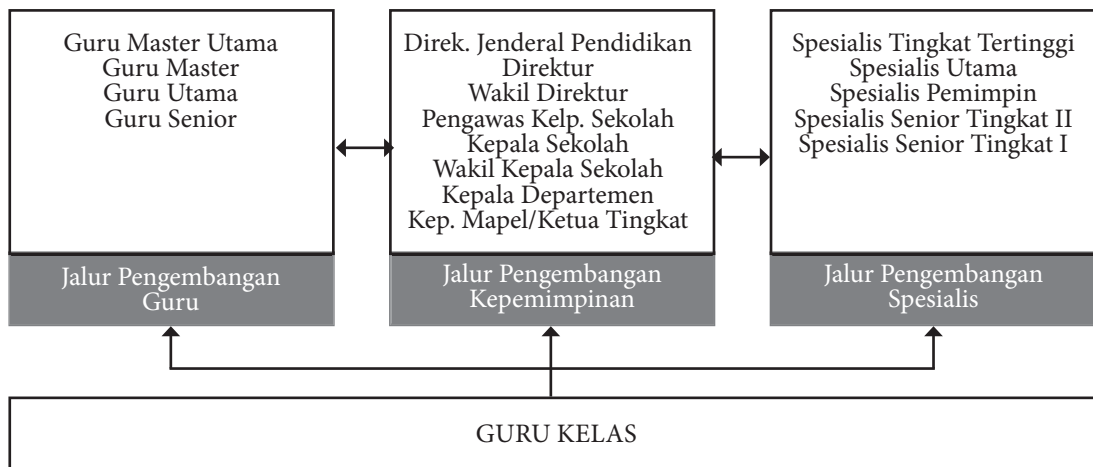 Guru Master Utama
Guru Master
Guru Utama
Guru Senior
Jalur Pengembangan
Guru
Direk. Jenderal Pendidikan
Direktur
Wakil Direktur
Pengawas Kelp. Sekolah
Kepala Sekolah
Wakil Kepala Sekolah
Kepala Departemen
Kep. Mapel/Ketua Tingkat
Jalur Pengembangan
Kepemimpinan
Spesialis Tingkat Tertinggi
Spesialis Utama
Spesialis Pemimpin
Spesialis Senior Tingkat II
Spesialis Senior Tingkat I
Jalur Pengembangan
Spesialis
GURU KELAS